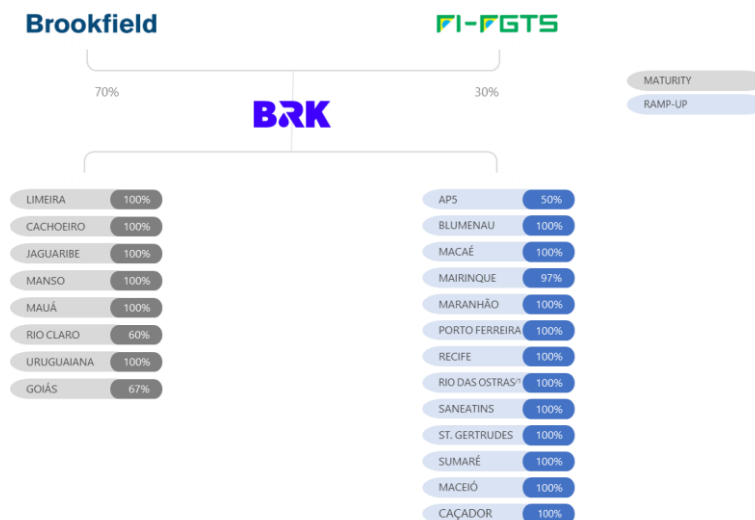 Brookfield
FI-FGTS
70%
30%
MATURITY
RAMP-UP
BRK
LIMEIRA 100%
CACHOEIRO 100%
JAGUARIBE 100%
MANSO 100%
MAUÁ 100%
RIO CLARO 60%
URUGUAIANA 100%
GOIÁS 67%
AP5 50%
BLUMENAU 100%
MACAÉ 100%
MAIRINQUE 97%
MARANHÃO 100%
PORTO FERREIRA 100%
RECIFE 100%
RIO DAS OSTRAS 100%
SANEATINS 100%
ST. GERTRUDES 100%
SUMARÉ 100%
MACEIÓ 100%
CAÇADOR 100%